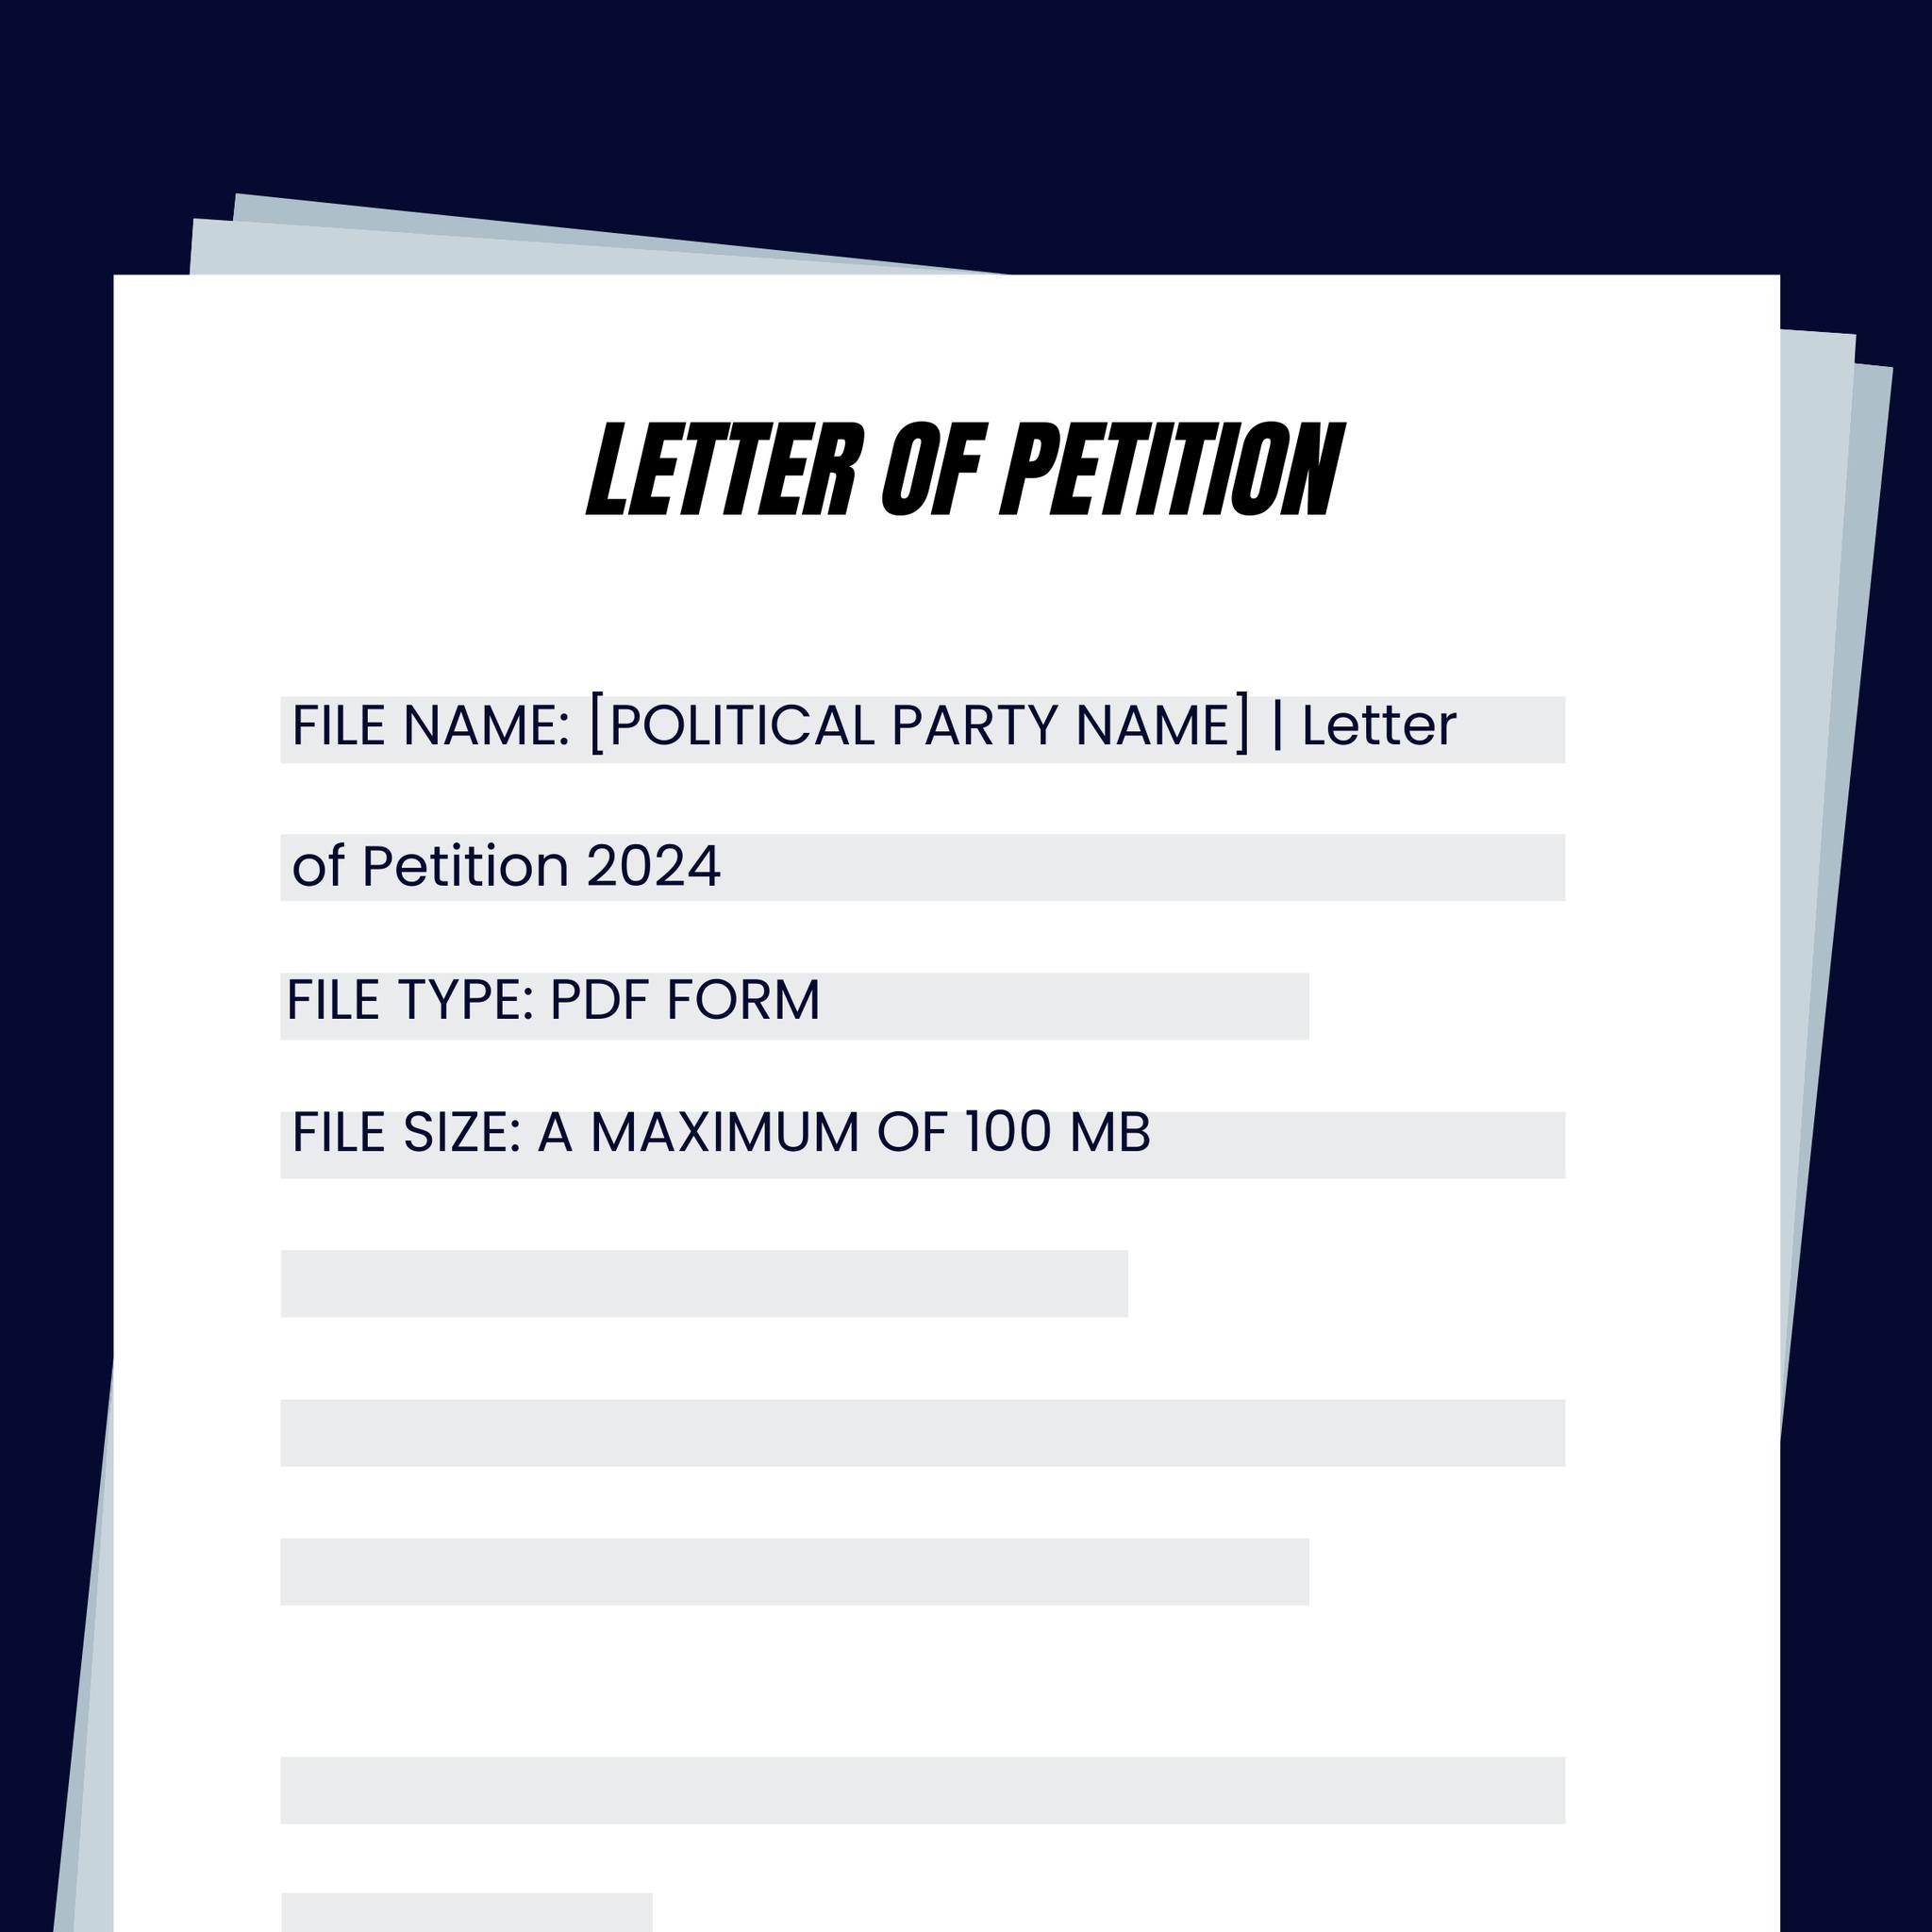 LETTER OF PETITION
FILE NAME: [POLITICAL PARTY NAME] | Letter
of Petition 2024
FILE TYPE: PDF FORM
FILE SIZE: A MAXIMUM OF 100 MB